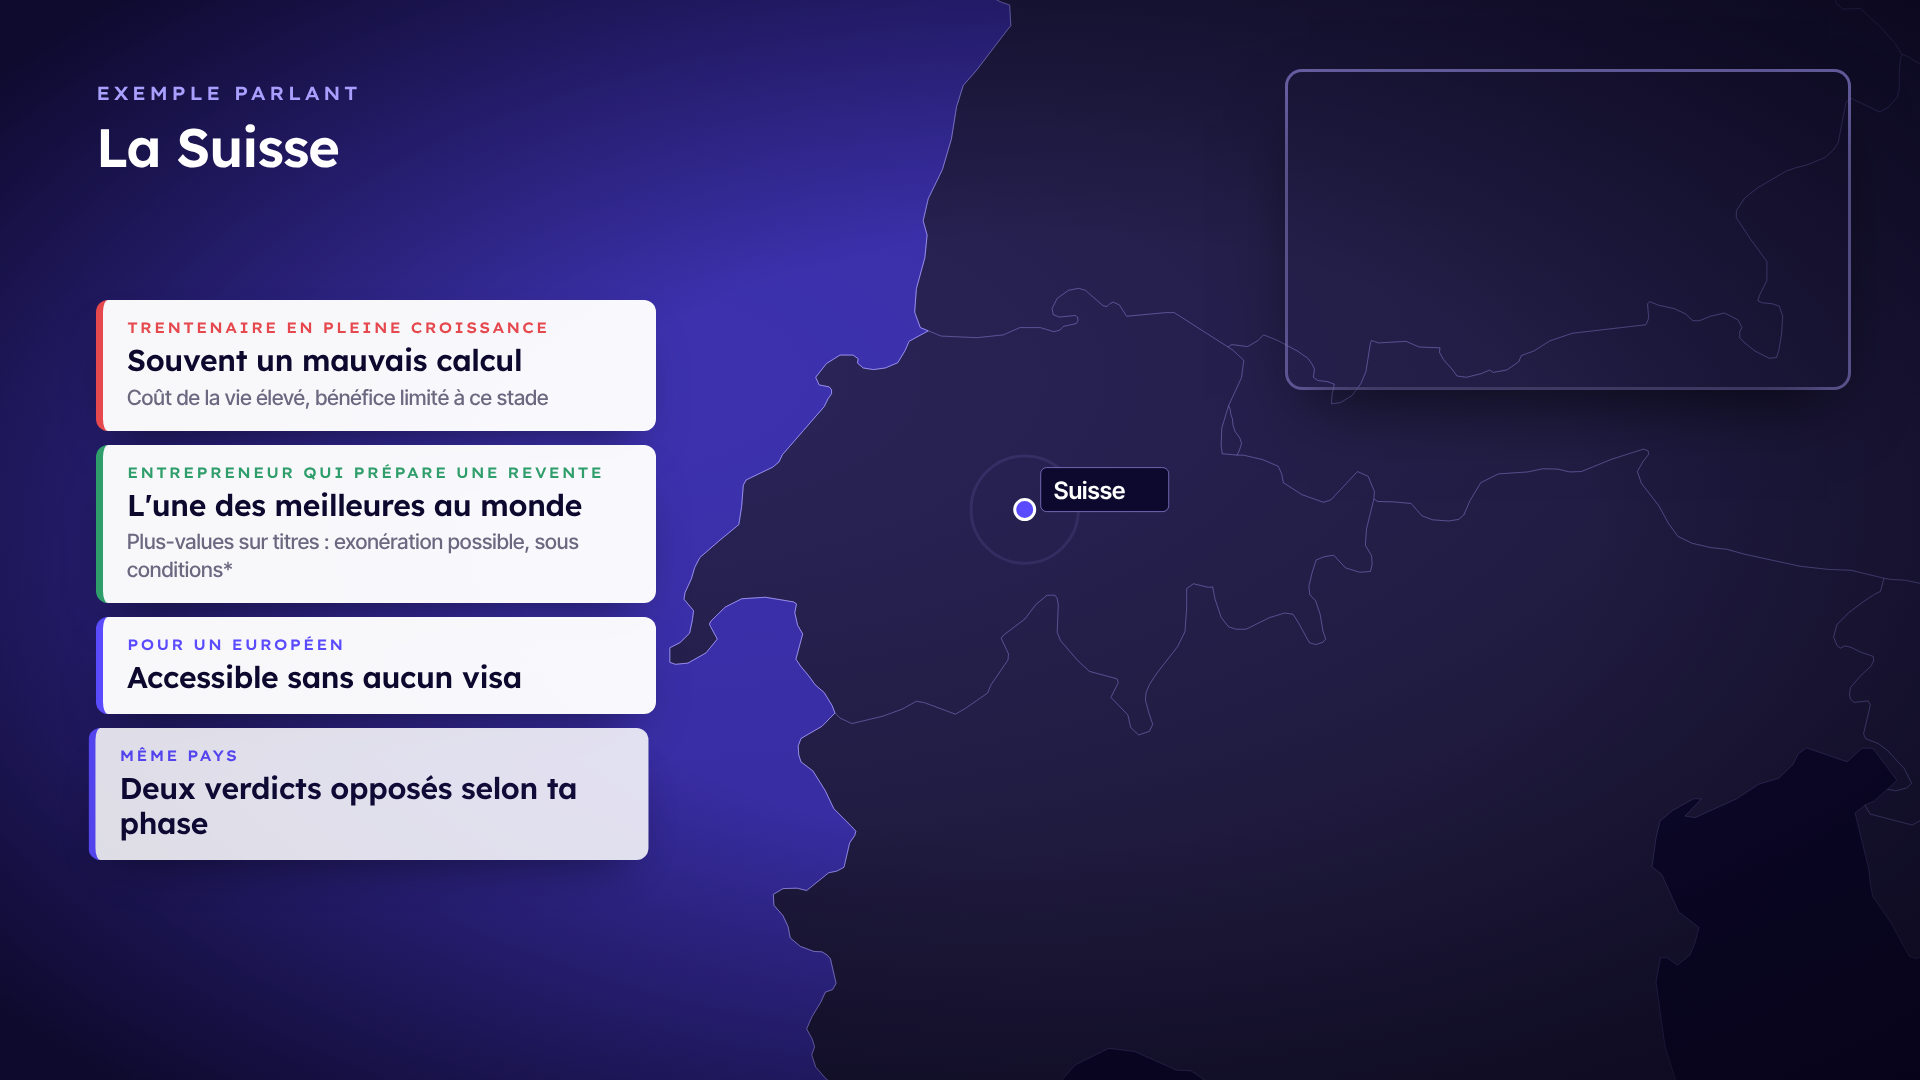 EXEMPLE PARLANT
La Suisse
TRENTENAIRE EN PLEINE CROISSANCE
Souvent un mauvais calcul
Coût de la vie élevé, bénéfice limité à ce stade
ENTREPRENEUR QUI PRÉPARE UNE REVENTE
L'une des meilleures au monde
Plus-values sur titres : exonération possible, sous
conditions*
POUR UN EUROPÉEN
Accessible sans aucun visa
MÊME PAYS
Deux verdicts opposés selon ta
phase
Suisse